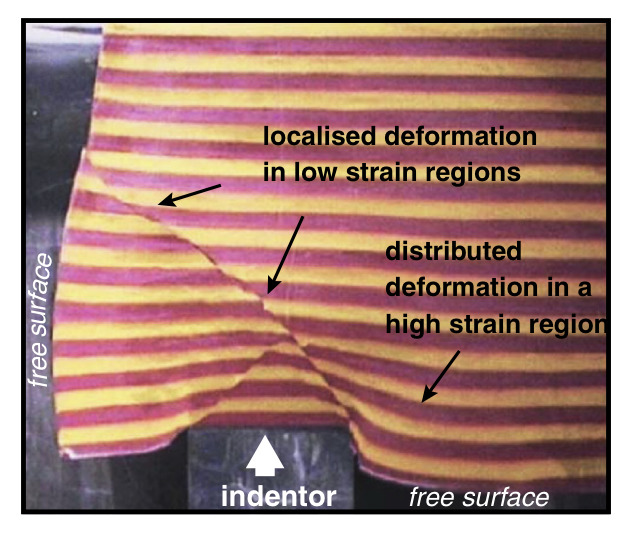 localised deformation
in low strain regions
distributed
deformation in a
high strain region
free surface
indentor
free surface